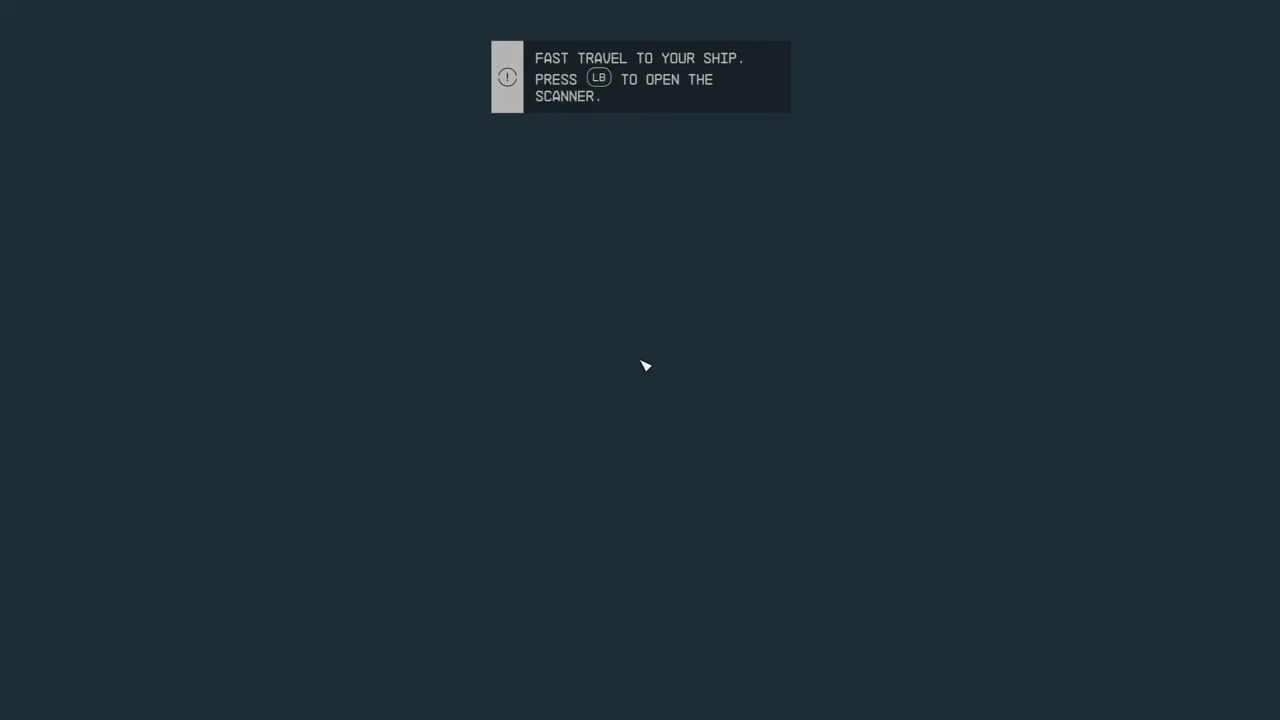 FAST TRAVEL TO YOUR SHIP.
PRESS LB TO OPEN THE
SCANNER.